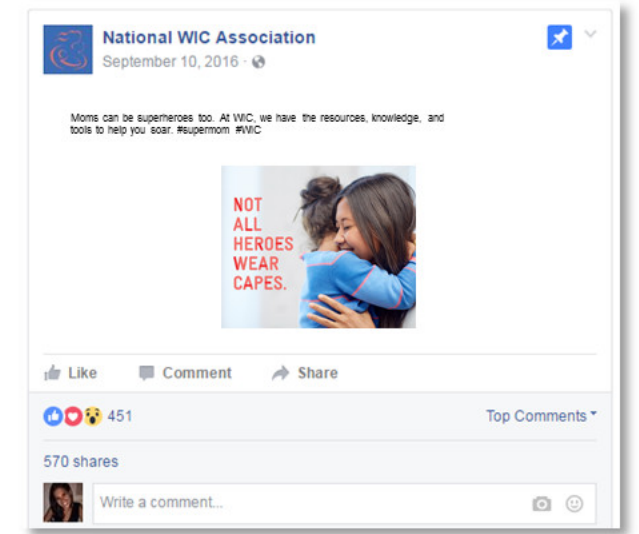 National WIC Association
September 10, 2016 ·
Moms can be superheroes too. At WIC, we have the resources, knowledge, and
tools to help you soar. #supermom #WIC
NOT
ALL
HEROES
WEAR
CAPES.
Like Comment Share
451 Top Comments
570 shares
Write a comment...